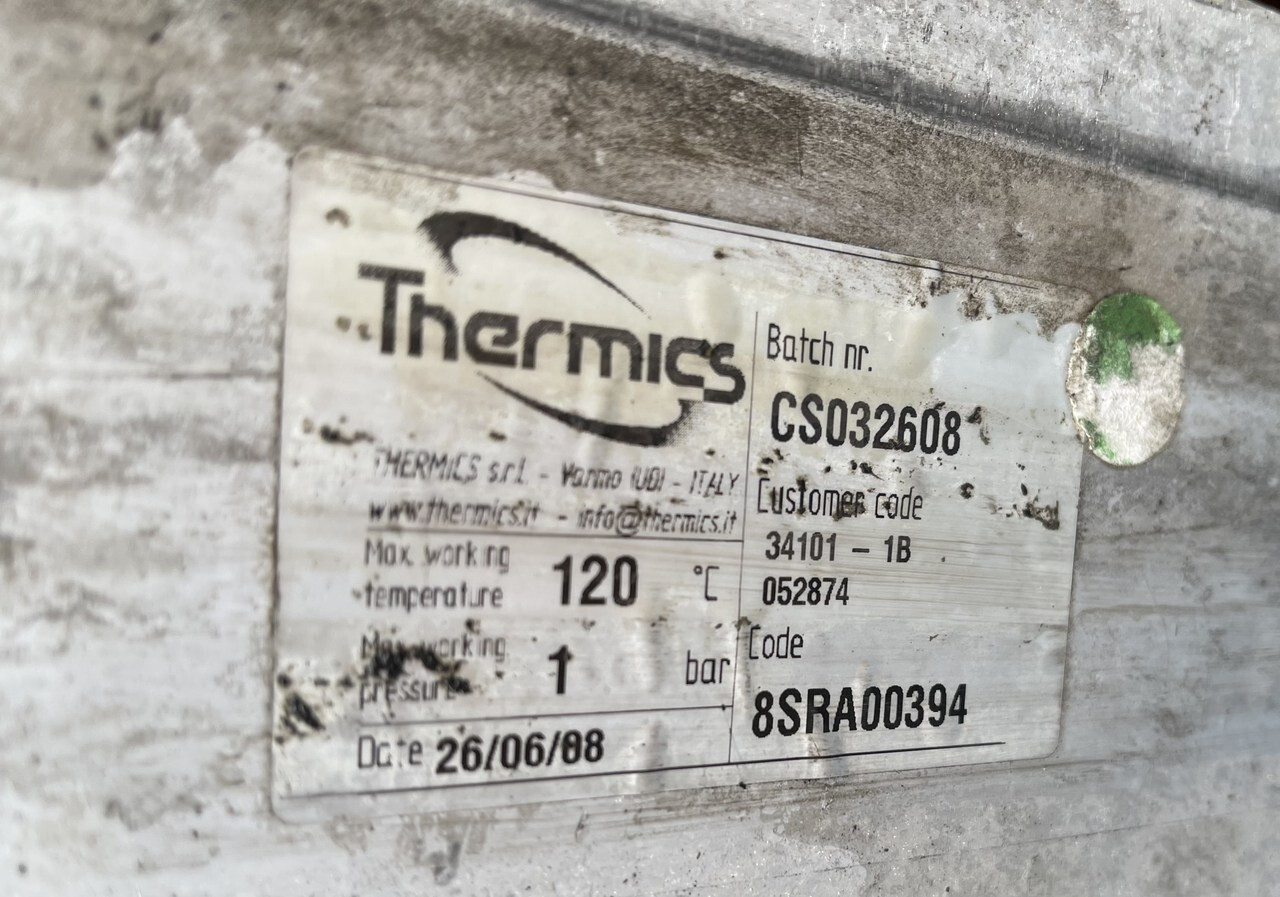 Thermics
THERMICS s.r.l. - Varmo (UD) - ITALY
www.thermics.it - info@thermics.it
Max. working
temperature 120 °C
Max. working
pressure 1 bar
Date 26/06/08
Batch nr.
CS032608
Customer code
34101 - 1B
052874
Code
8SRA00394